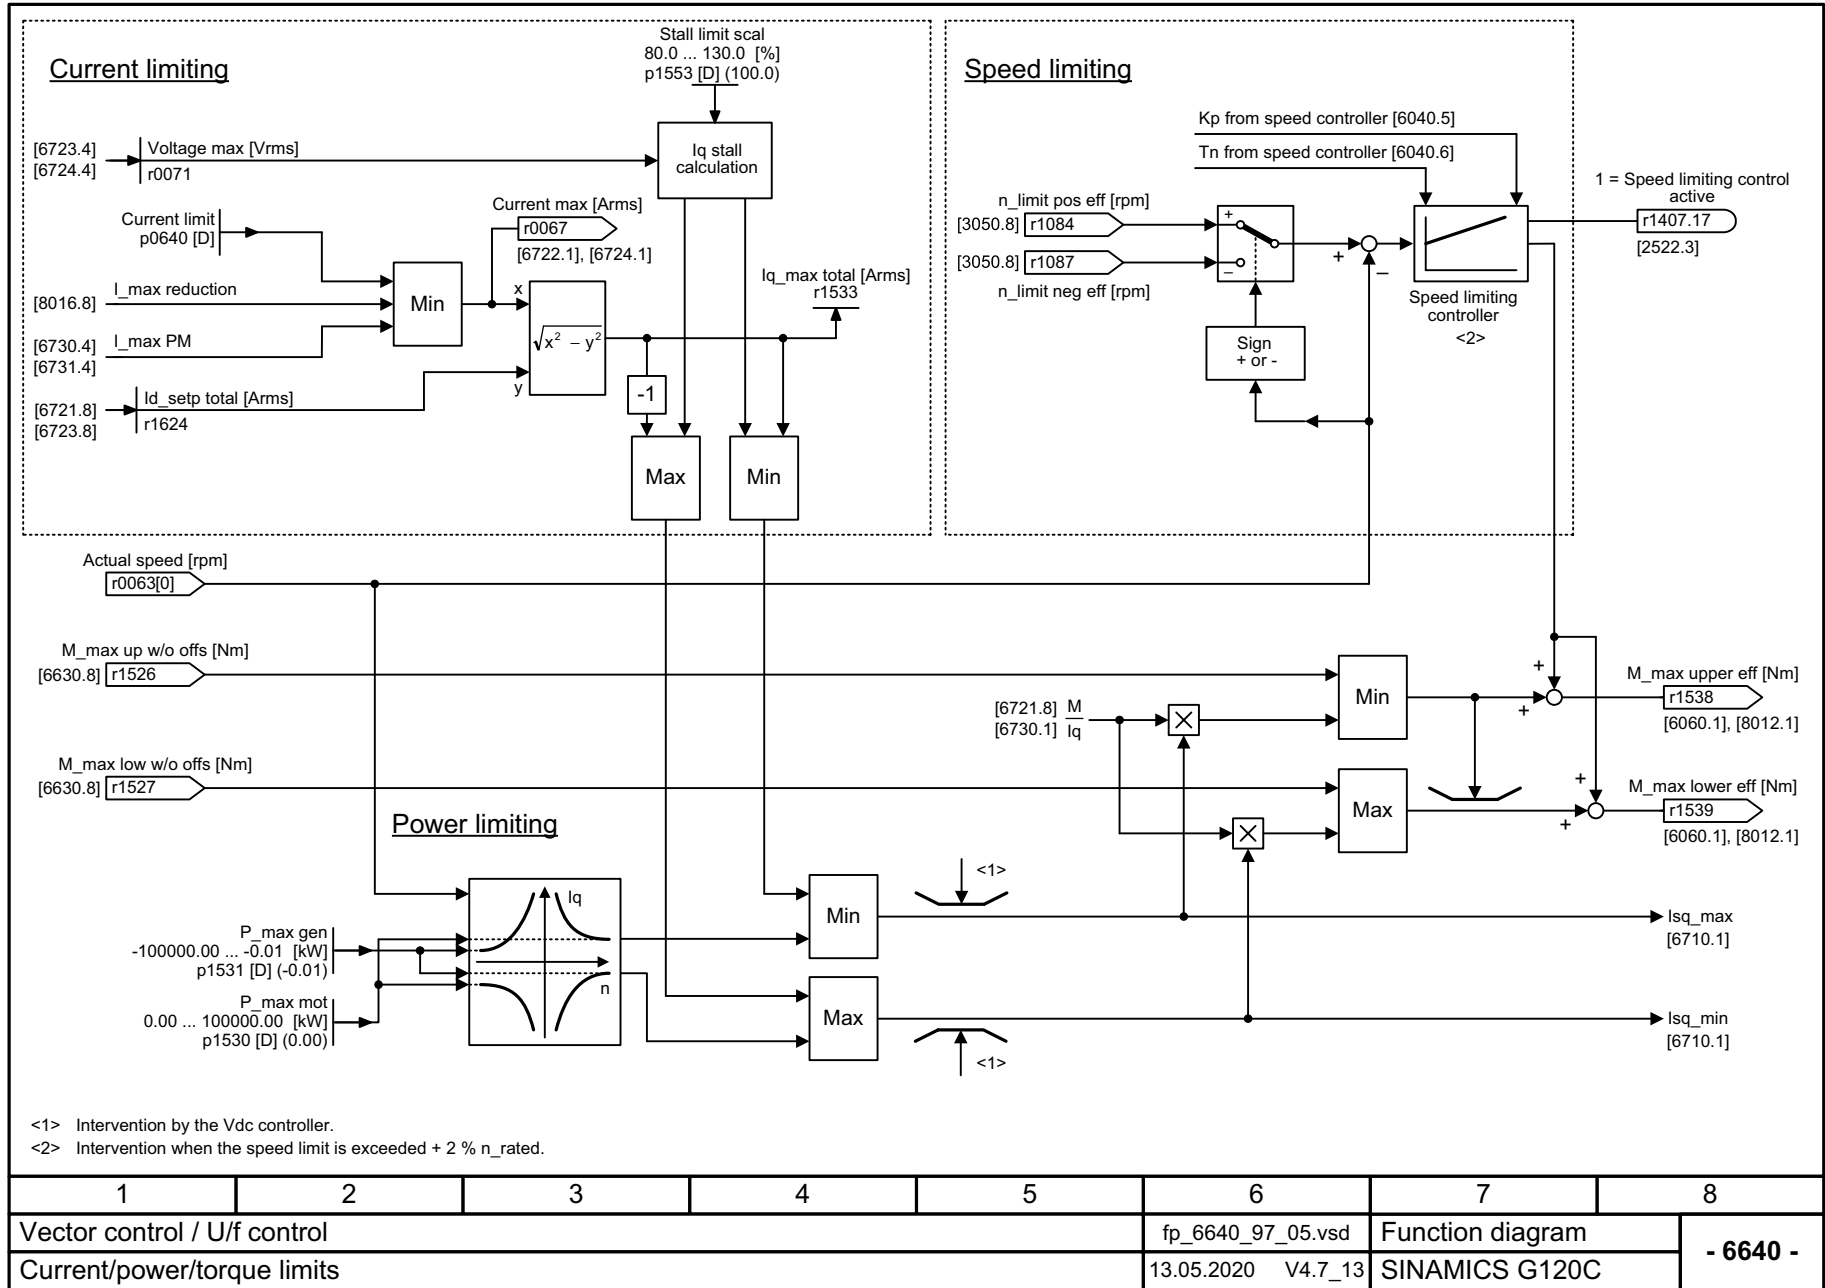 Current limiting
Stall limit scal
80.0 ... 130.0 [%]
p1553 [D] (100.0)
[6723.4]
[6724.4]
Voltage max [Vrms]
r0071
Iq stall
calculation
Current limit
p0640 [D]
Current max [Arms]
r0067
[6722.1], [6724.1]
[8016.8]
I_max reduction
Min
x
√x² – y²
y
Iq_max total [Arms]
r1533
[6730.4]
[6731.4]
I_max PM
[6721.8]
[6723.8]
Id_setp total [Arms]
r1624
-1
Max
Min
Speed limiting
Kp from speed controller [6040.5]
Tn from speed controller [6040.6]
n_limit pos eff [rpm]
[3050.8]
r1084
[3050.8]
r1087
n_limit neg eff [rpm]
+
–
+
–
Sign
+ or -
Speed limiting
controller
<2>
1 = Speed limiting control
active
r1407.17
[2522.3]
Actual speed [rpm]
r0063[0]
M_max up w/o offs [Nm]
[6630.8]
r1526
[6721.8]
[6730.1]
M
Iq
Min
+
+
M_max upper eff [Nm]
r1538
[6060.1], [8012.1]
M_max low w/o offs [Nm]
[6630.8]
r1527
Max
+
+
M_max lower eff [Nm]
r1539
[6060.1], [8012.1]
Power limiting
Iq
n
P_max gen
-100000.00 ... -0.01 [kW]
p1531 [D] (-0.01)
P_max mot
0.00 ... 100000.00 [kW]
p1530 [D] (0.00)
Min
<1>
Isq_max
[6710.1]
Max
<1>
Isq_min
[6710.1]
<1> Intervention by the Vdc controller.
<2> Intervention when the speed limit is exceeded + 2 % n_rated.
1 2 3 4 5 6 7 8
Vector control / U/f control
fp_6640_97_05.vsd
Function diagram
- 6640 -
Current/power/torque limits
13.05.2020 V4.7_13
SINAMICS G120C